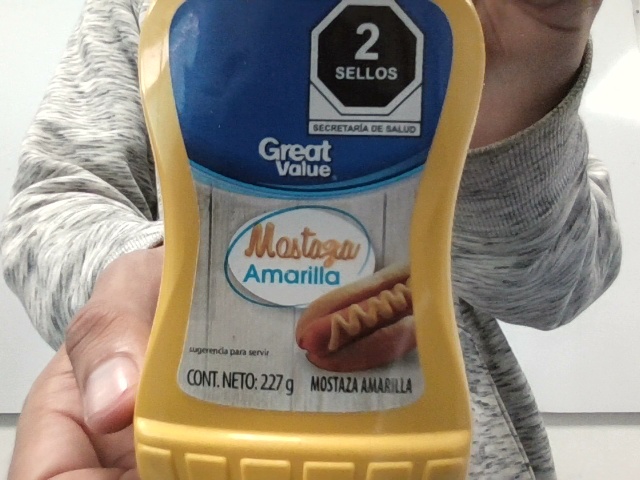 2
SELLOS
SECRETARÍA DE SALUD
Great
Value
Mostaza
Amarilla
sugerencia para servir
CONT. NETO: 227 g
MOSTAZA AMARILLA